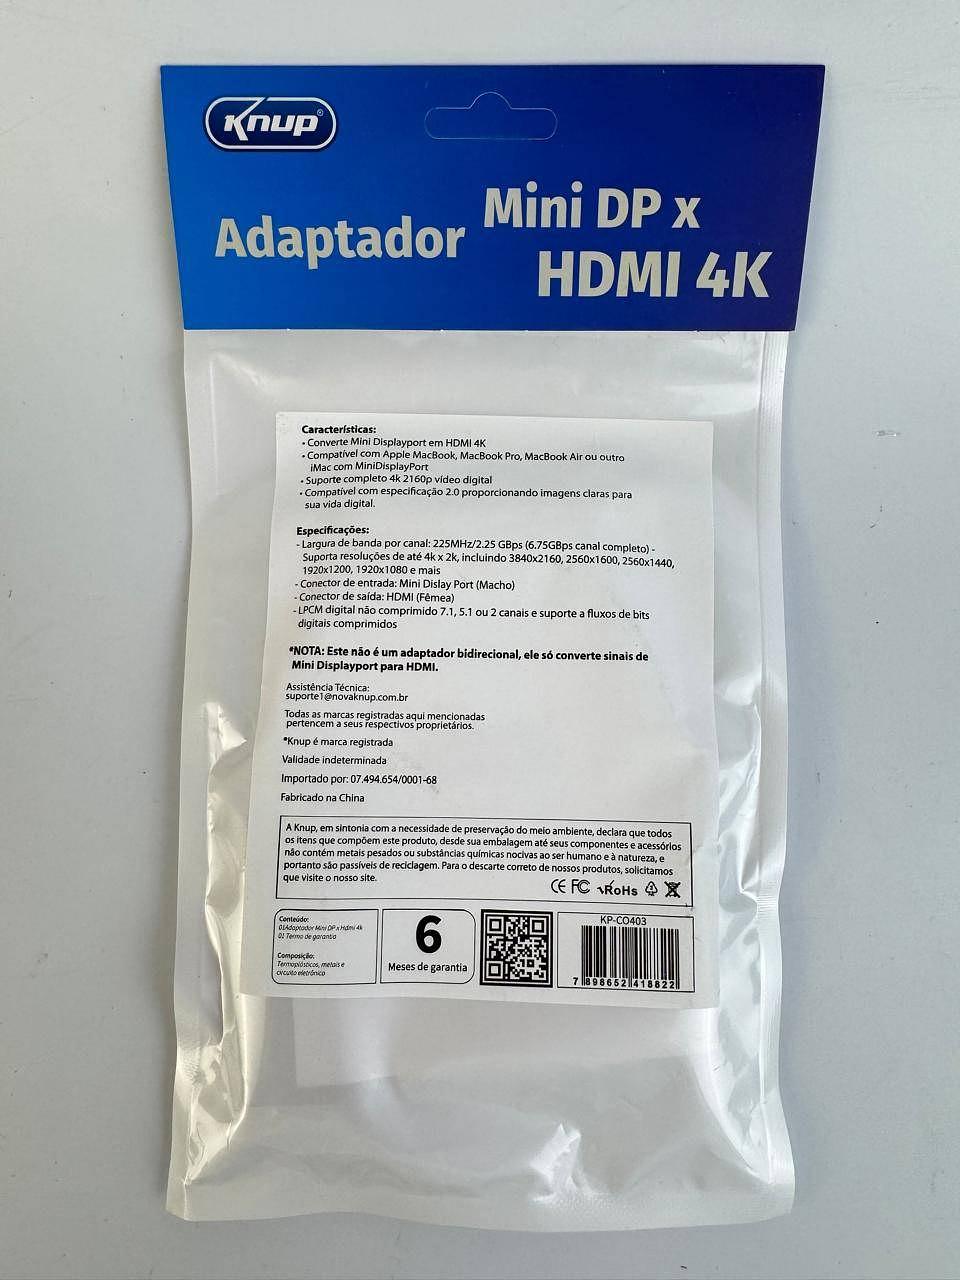 Knup®
Adaptador Mini DP x
HDMI 4K
Características:
• Converte Mini Displayport em HDMI 4K
• Compatível com Apple MacBook, MacBook Pro, MacBook Air ou outro
iMac com MiniDisplayPort
• Suporte completo 4k 2160p vídeo digital
• Compatível com especificação 2.0 proporcionando imagens claras para
sua vida digital.
Especificações:
- Largura de banda por canal: 225MHz/2.25 GBps (6.75GBps canal completo) -
Suporta resoluções de até 4k x 2k, incluindo 3840x2160, 2560x1600, 2560x1440,
1920x1200, 1920x1080 e mais
- Conector de entrada: Mini Dislay Port (Macho)
- Conector de saída: HDMI (Fêmea)
- LPCM digital não comprimido 7.1, 5.1 ou 2 canais e suporte a fluxos de bits
digitais comprimidos
*NOTA: Este não é um adaptador bidirecional, ele só converte sinais de
Mini Displayport para HDMI.
Assistência Técnica:
suporte1@novaknup.com.br
Todas as marcas registradas aqui mencionadas
pertencem a seus respectivos proprietários.
*Knup é marca registrada
Validade indeterminada
Importado por: 07.494.654/0001-68
Fabricado na China
A Knup, em sintonia com a necessidade de preservação do meio ambiente, declara que todos
os itens que compõem este produto, desde sua embalagem até seus componentes e acessórios
não contém metais pesados ou substâncias químicas nocivas ao ser humano e à natureza, e
portanto são passíveis de reciclagem. Para o descarte correto de nossos produtos, solicitamos
que visite o nosso site.
CE FC RoHs
Conteúdo:
01Adaptador Mini DP x Hdmi 4k
01 Termo de garantia
Composição:
Termoplásticos, metais e
circuito eletrônico
6
Meses de garantia
KP-CO403
7 898652 418822